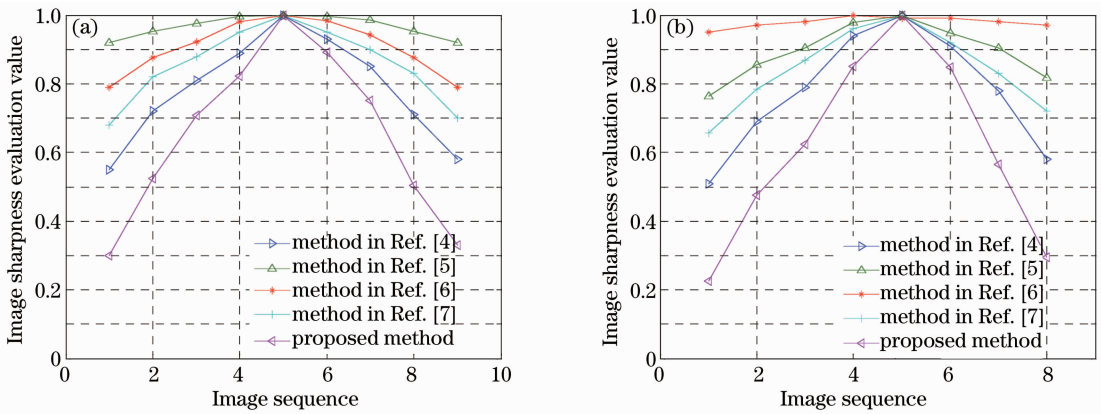 (a)
Image sharpness evaluation value
1.0
0.8
0.6
0.4
0.2
0
0
2
4
6
8
10
Image sequence
method in Ref. [4]
method in Ref. [5]
method in Ref. [6]
method in Ref. [7]
proposed method
(b)
Image sharpness evaluation value
1.0
0.8
0.6
0.4
0.2
0
0
2
4
6
8
Image sequence
method in Ref. [4]
method in Ref. [5]
method in Ref. [6]
method in Ref. [7]
proposed method